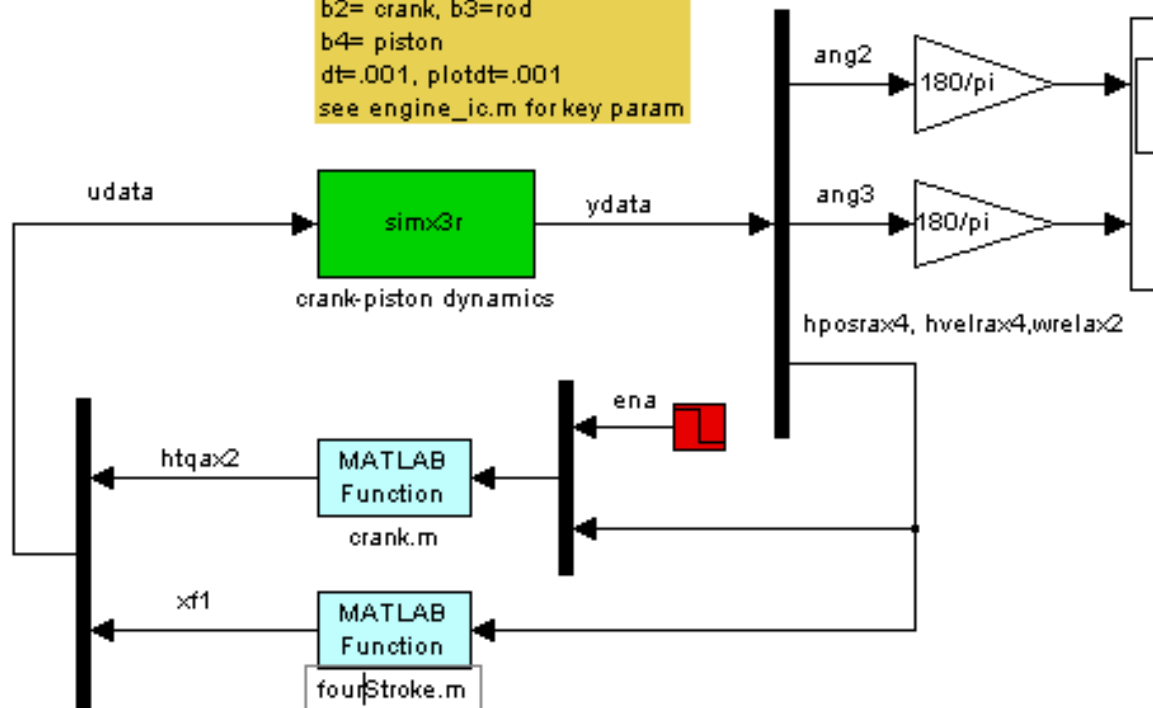 b2= crank, b3=rod
b4= piston
dt=.001, plotdt=.001
see engine_ic.m for key param
ang2
180/pi
udata
simx3r
ydata
ang3
180/pi
crank-piston dynamics
hposrax4, hvelrax4,wrelax2
ena
htqax2
MATLAB
Function
crank.m
xf1
MATLAB
Function
fourStroke.m